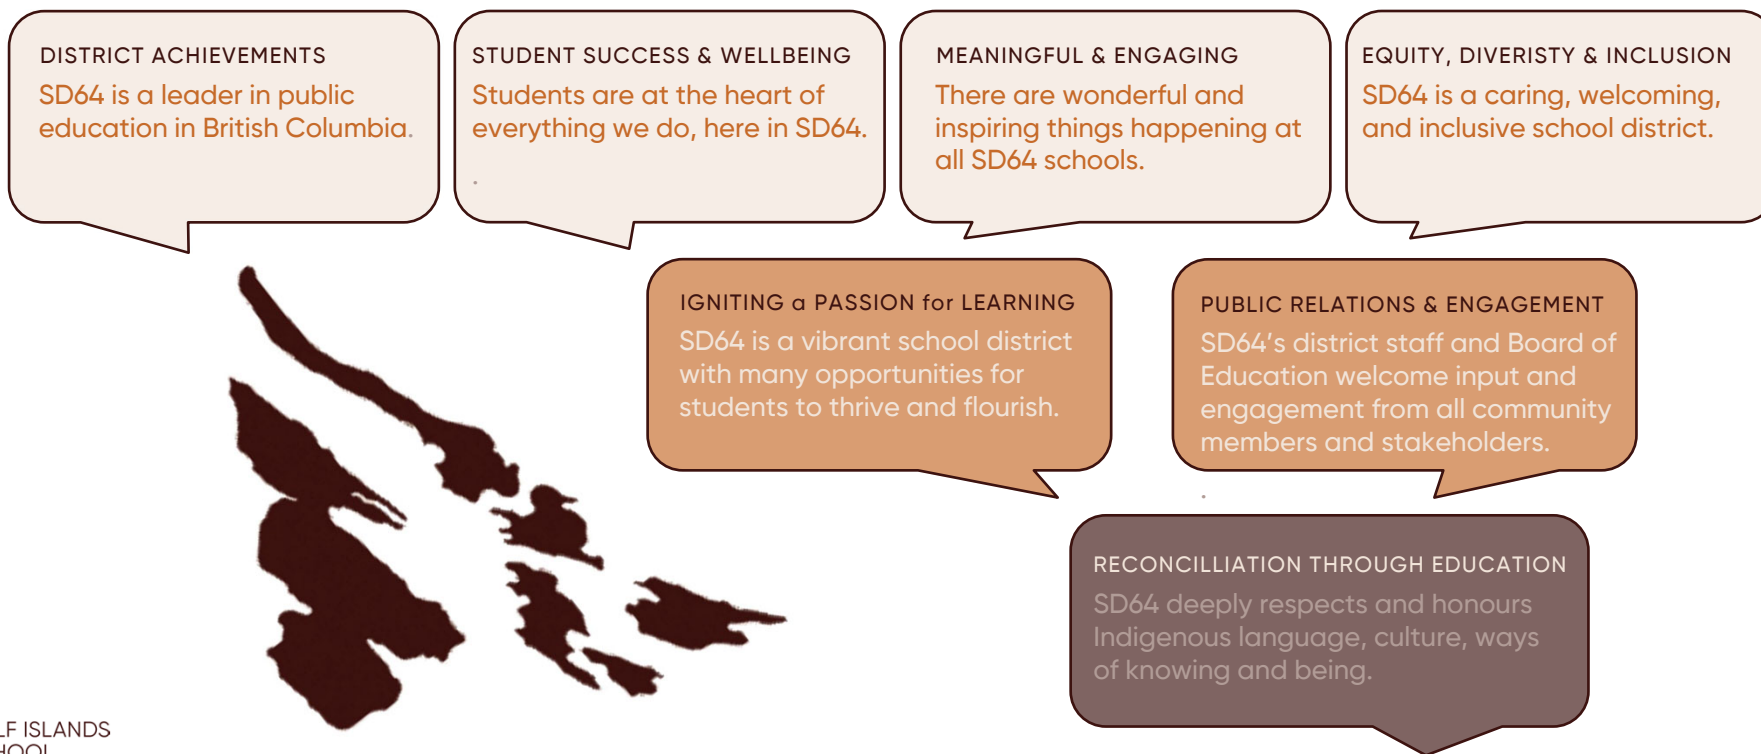 DISTRICT ACHIEVEMENTS
SD64 is a leader in public
education in British Columbia.
STUDENT SUCCESS & WELLBEING
Students are at the heart of
everything we do, here in SD64.
.
MEANINGFUL & ENGAGING
There are wonderful and
inspiring things happening at
all SD64 schools.
EQUITY, DIVERISTY & INCLUSION
SD64 is a caring, welcoming,
and inclusive school district.
IGNITING a PASSION for LEARNING
SD64 is a vibrant school district
with many opportunities for
students to thrive and flourish.
PUBLIC RELATIONS & ENGAGEMENT
SD64's district staff and Board of
Education welcome input and
engagement from all community
members and stakeholders.
.
RECONCILLIATION THROUGH EDUCATION
SD64 deeply respects and honours
Indigenous language, culture, ways
of knowing and being.
LF ISLANDS
HOOL